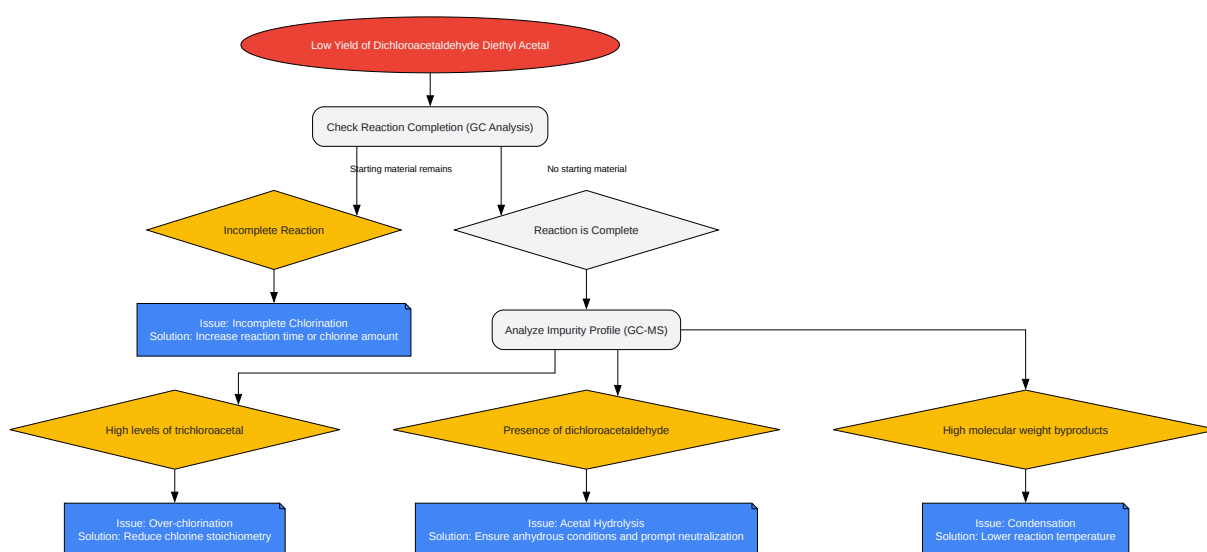 Low Yield of Dichloroacetaldehyde Diethyl Acetal
Check Reaction Completion (GC Analysis)
Starting material remains
No starting material
Incomplete Reaction
Reaction is Complete
Issue: Incomplete Chlorination
Solution: Increase reaction time or chlorine amount
Analyze Impurity Profile (GC-MS)
High levels of trichloroacetal
Presence of dichloroacetaldehyde
High molecular weight byproducts
Issue: Over-chlorination
Solution: Reduce chlorine stoichiometry
Issue: Acetal Hydrolysis
Solution: Ensure anhydrous conditions and prompt neutralization
Issue: Condensation
Solution: Lower reaction temperature